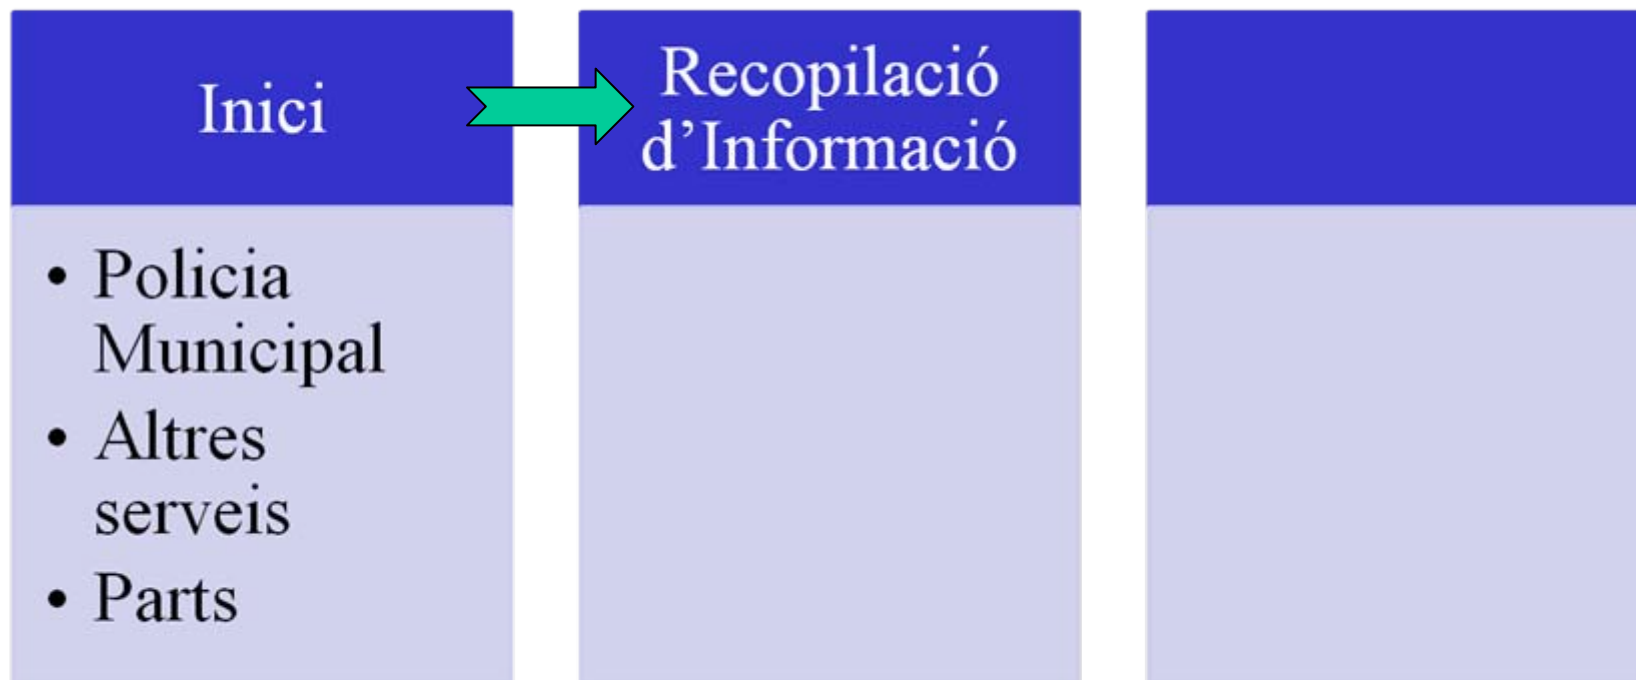 Inici
Recopilació
d’Informació
• Policia
Municipal
• Altres
serveis
• Parts